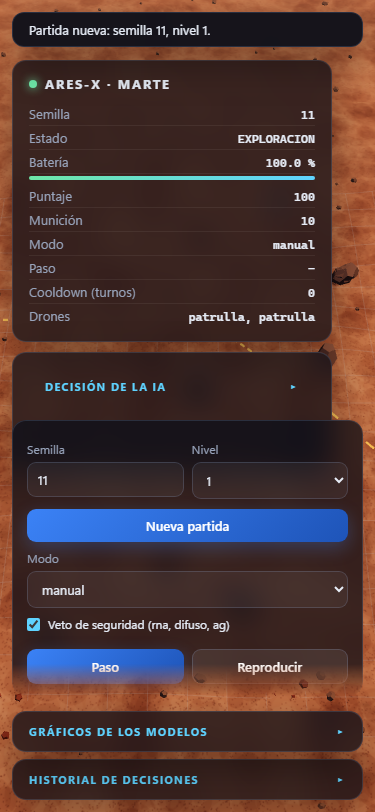 Partida nueva: semilla 11, nivel 1.
ARES-X · MARTE
Semilla 11
Estado EXPLORACION
Batería 100.0 %
Puntaje 100
Munición 10
Modo manual
Paso –
Cooldown (turnos) 0
Drones patrulla, patrulla
DECISIÓN DE LA IA ▸
Semilla Nivel
11 1
Nueva partida
Modo
manual
Veto de seguridad (rna, difuso, ag)
Paso Reproducir
GRÁFICOS DE LOS MODELOS ▸
HISTORIAL DE DECISIONES ▸